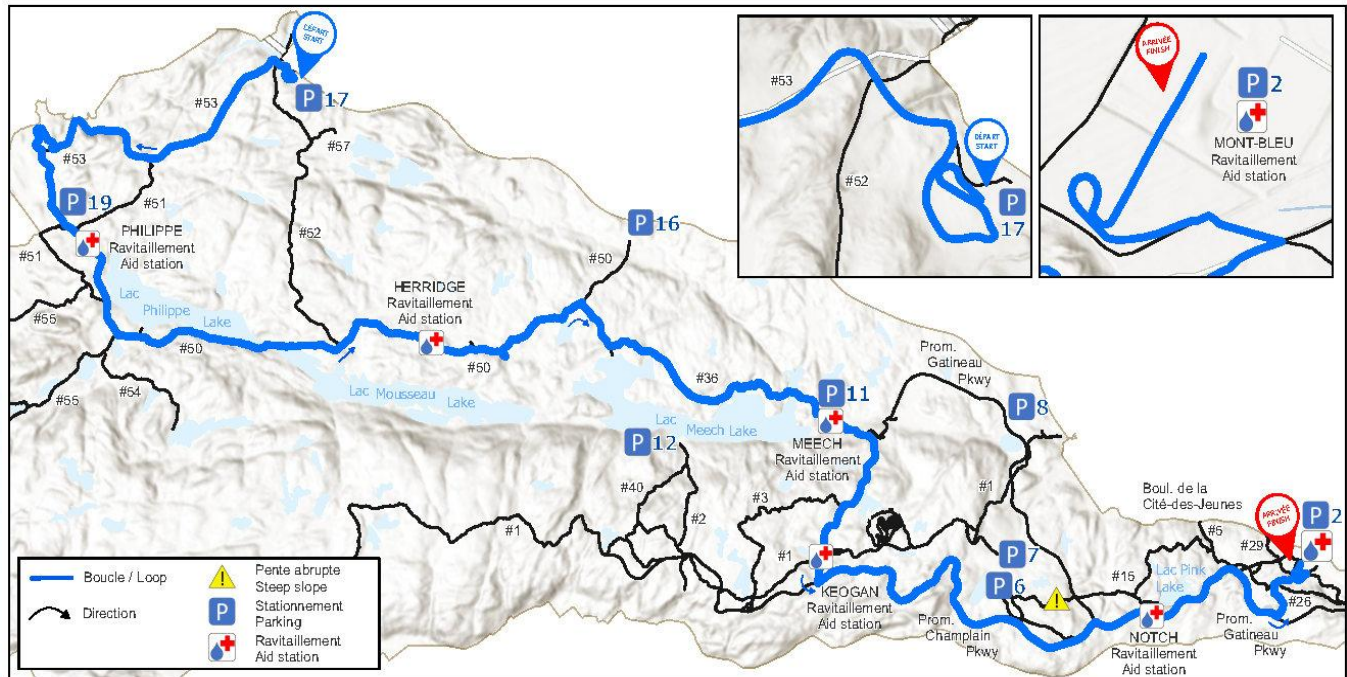 DÉPART
START
P 17
#53
#57
#53
P 19
#51
PHILIPPE
Ravitaillement
Aid station
#51
#52
P 16
#50
HERRIDGE
Ravitaillement
Aid station
Lac
Philippe
Lake
#55
#50
#50
#54
#55
Lac Mousseau Lake
#36
Prom.
Gatineau
Pkwy
P 11
P 8
Lac
Meech Lake
MEECH
Ravitaillement
Aid station
P 12
#40
#3
#2
#1
#1
#1
Boul. de la
Cité-des-Jeunes
ARRIVÉE
FINISH
P 2
#5
#29
P 7
P 6
#15
Lac Pink
Lake
#26
KEOGAN
Ravitaillement
Aid station
Prom.
Champlain
Pkwy
NOTCH
Ravitaillement
Aid station
Prom.
Gatineau
Pkwy
#53
#52
DÉPART
START
P
17
ARRIVÉE
FINISH
P 2
MONT-BLEU
Ravitaillement
Aid station
Boucle / Loop
Direction
Pente abrupte
Steep slope
P
Stationnement
Parking
Ravitaillement
Aid station